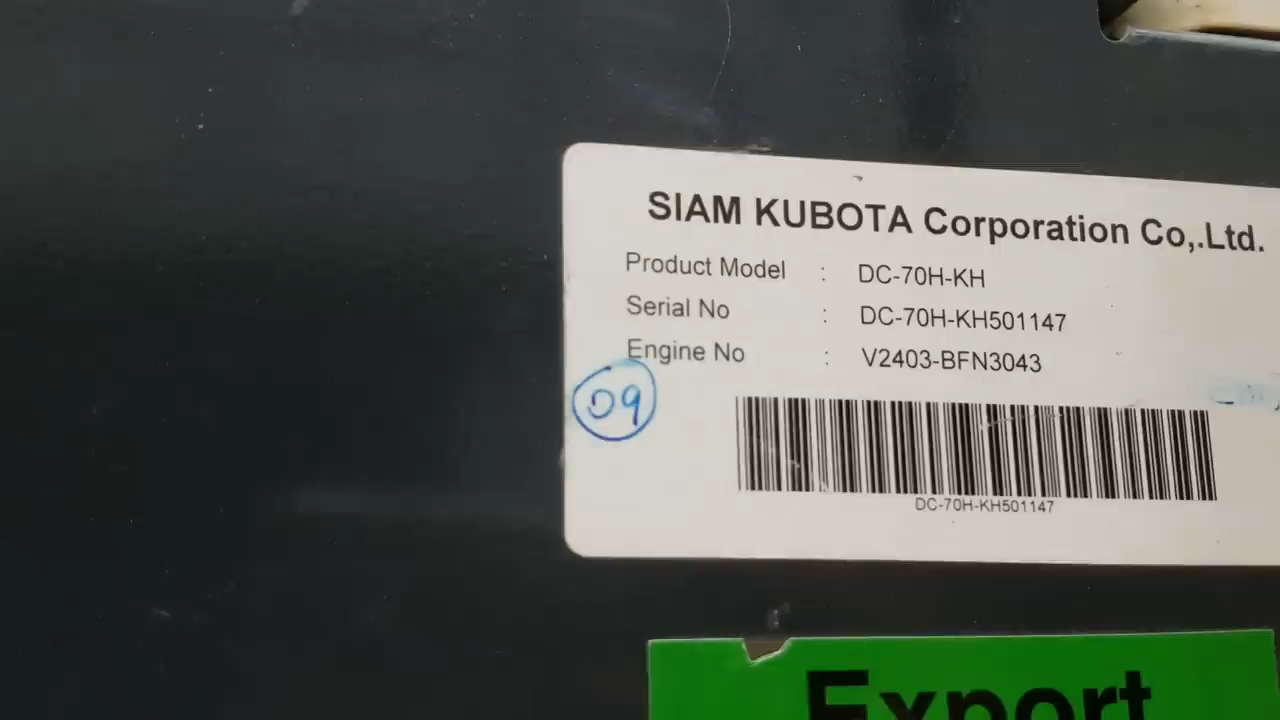 SIAM KUBOTA Corporation Co,.Ltd.
Product Model : DC-70H-KH
Serial No : DC-70H-KH501147
Engine No : V2403-BFN3043
09
DC-70H-KH501147
Export